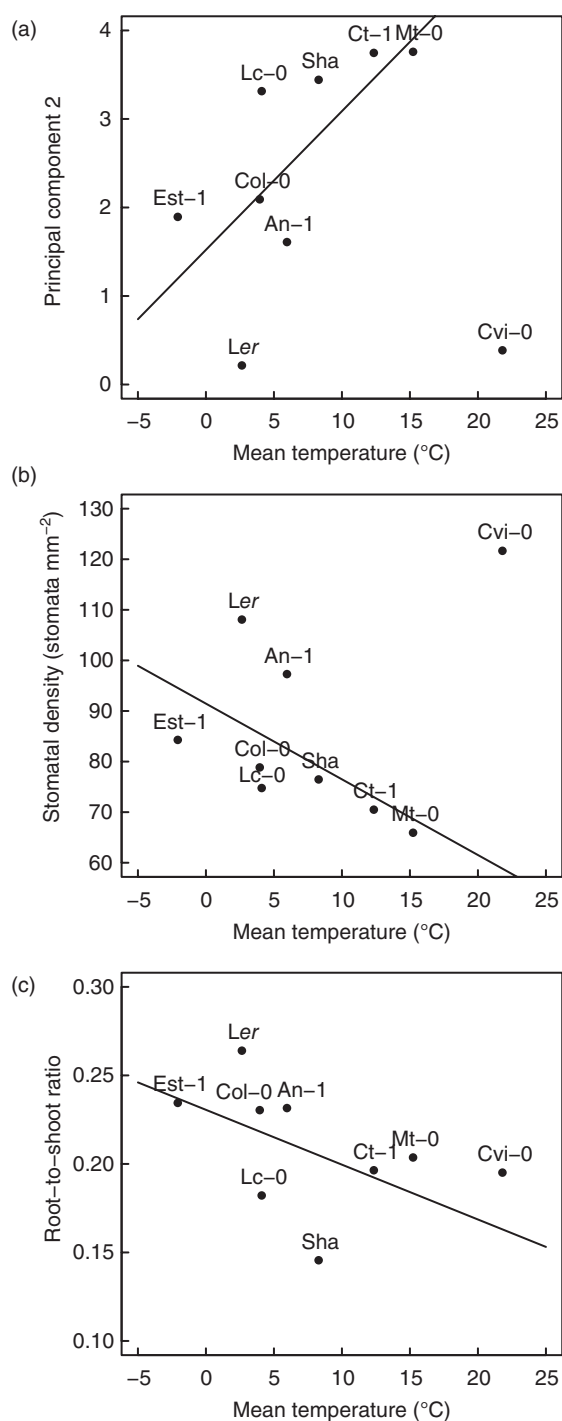 (a)
Principal component 2
4
3
2
1
0
Ct−1 Mt−0
Sha
Lc−0
Col−0
Est−1
An−1
Ler
Cvi−0
−5 0 5 10 15 20 25
Mean temperature (°C)
(b)
Stomatal density (stomata mm⁻²)
130
120
110
100
90
80
70
60
Cvi−0
Ler
An−1
Est−1
Col−0 Sha
Lc−0
Ct−1
Mt−0
−5 0 5 10 15 20 25
Mean temperature (°C)
(c)
Root−to−shoot ratio
0.30
0.25
0.20
0.15
0.10
Ler
Est−1
Col−0 An−1
Mt−0
Ct−1
Cvi−0
Lc−0
Sha
−5 0 5 10 15 20 25
Mean temperature (°C)